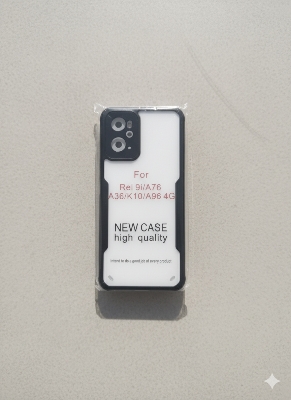 For
Re: 9i/A76
A36/K10/A96 4G
NEW CASE
high quality